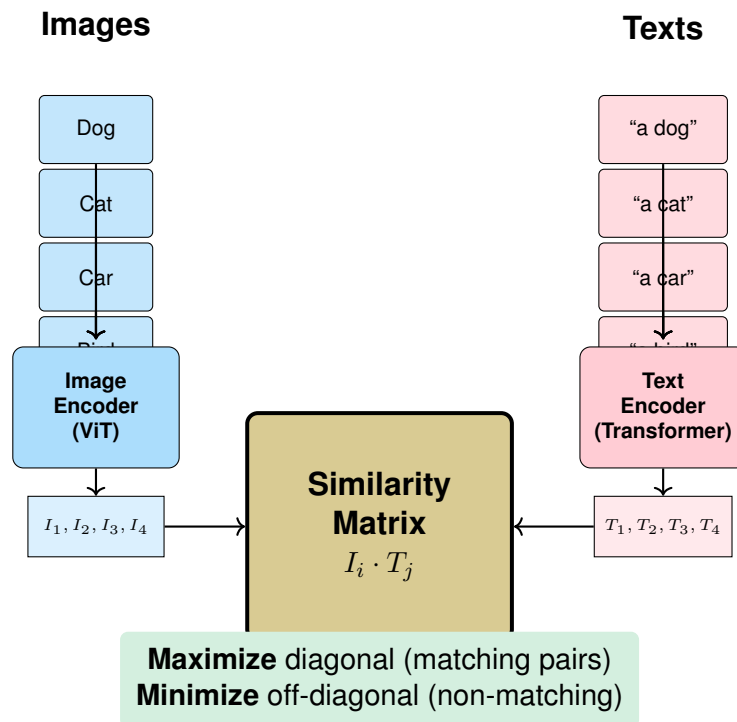 Images
Texts
Dog
Cat
Car
“a dog”
“a cat”
“a car”
Image
Encoder
(ViT)
Text
Encoder
(Transformer)
I₁, I₂, I₃, I₄
T₁, T₂, T₃, T₄
Similarity
Matrix
Iᵢ · Tⱼ
Maximize diagonal (matching pairs)
Minimize off-diagonal (non-matching)